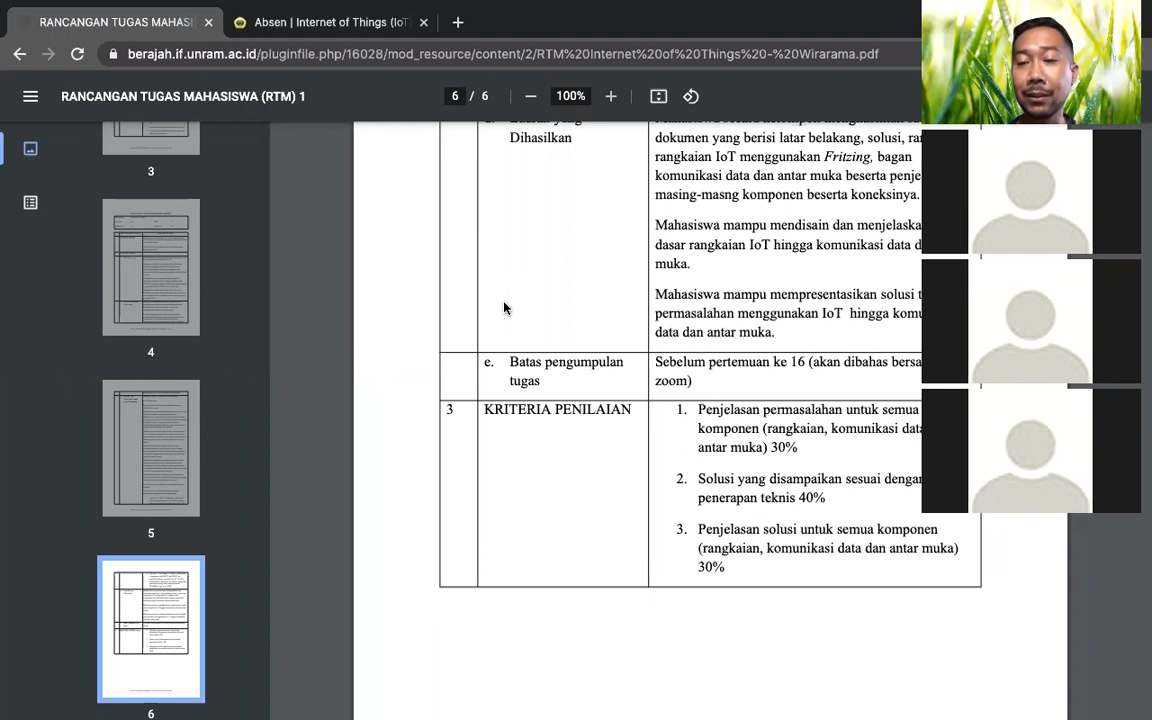 RANCANGAN TUGAS MAHASI
Absen | Internet of Things (IoT
berajah.if.unram.ac.id/pluginfile.php/16028/mod_resource/content/2/RTM%20Internet%20of%20Things%20-%20Wirarama.pdf
RANCANGAN TUGAS MAHASISWA (RTM) 1
6 / 6
100%
3
4
5
6
Dihasilkan
dokumen yang berisi latar belakang, solusi,
rangkaian IoT menggunakan Fritzing, bagan
komunikasi data dan antar muka beserta
masing-masng komponen beserta koneksinya.
Mahasiswa mampu mendisain dan
dasar rangkaian IoT hingga komunikasi data
muka.
Mahasiswa mampu mempresentasikan solusi
permasalahan menggunakan IoT hingga
data dan antar muka.
e. Batas pengumpulan
tugas
Sebelum pertemuan ke 16 (akan dibahas
zoom)
3
KRITERIA PENILAIAN
1. Penjelasan permasalahan untuk semua
komponen (rangkaian, komunikasi
antar muka) 30%
2. Solusi yang disampaikan sesuai
penerapan teknis 40%
3. Penjelasan solusi untuk semua komponen
(rangkaian, komunikasi data dan antar muka)
30%